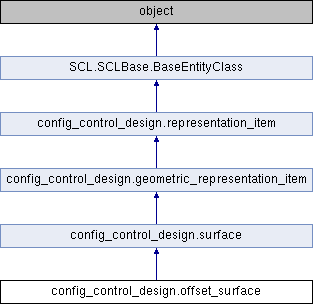 object
SCL.SCLBase.BaseEntityClass
config_control_design.representation_item
config_control_design.geometric_representation_item
config_control_design.surface
config_control_design.offset_surface